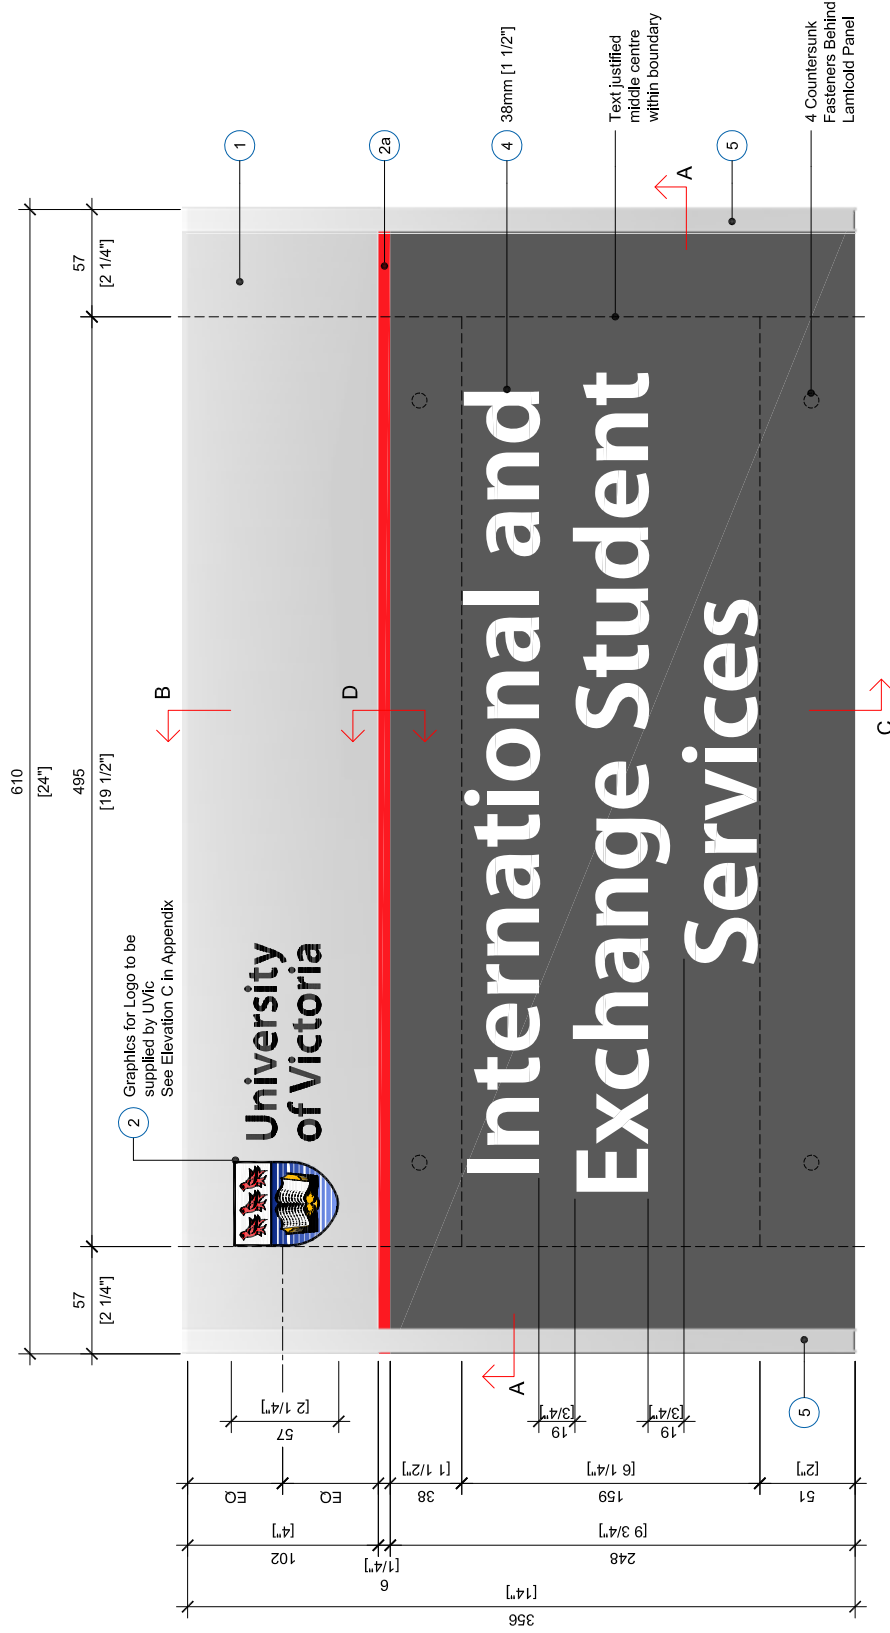 610
[24"]
57
[2 1/4"]
495
[19 1/2"]
57
[2 1/4"]
2
Graphics for Logo to be
supplied by UVic
See Elevation C in Appendix
B
1
University
of Victoria
D
2a
356
[14"]
102
[4"]
6
[1/4"]
248
[9 3/4"]
EQ
EQ
57
[2 1/4"]
38
[1 1/2"]
159
[6 1/4"]
51
[2"]
19
[3/4"]
19
[3/4"]
International and
Exchange Student
Services
4
38mm [1 1/2"]
Text justified
middle centre
within boundary
A
A
5
5
4 Countersunk
Fasteners Behind
Lamicold Panel
C